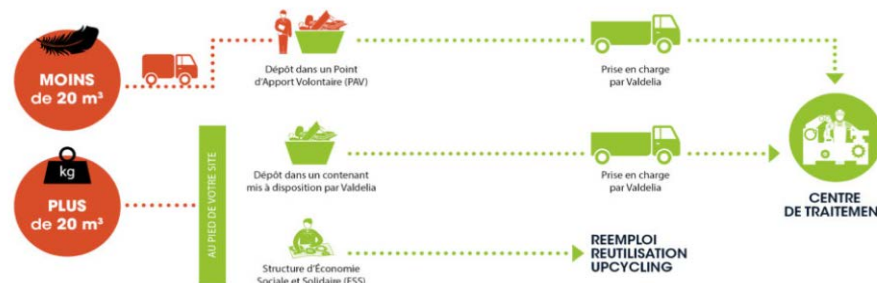 MOINS
de 20 m³
Dépôt dans un Point
d'Apport Volontaire (PAV)
Prise en charge
par Valdelia
kg
PLUS
de 20 m³
AU PIED DE VOTRE SITE
Dépôt dans un contenant
mis à disposition par Valdelia
Prise en charge
par Valdelia
CENTRE
DE TRAITEMEN
Structure d'Économie
Sociale et Solidaire (ESS)
REEMPLOI
REUTILISATION
UPCYCLING